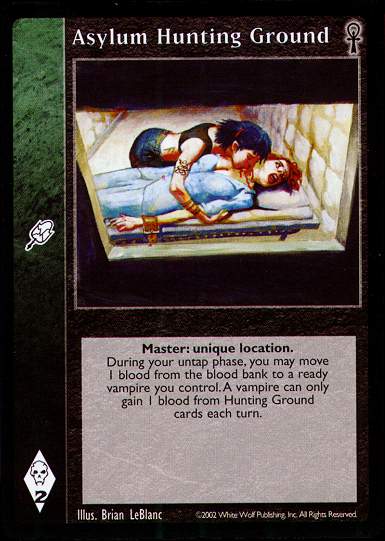 Asylum Hunting Ground
Master: unique location.
During your untap phase, you may move
1 blood from the blood bank to a ready
vampire you control. A vampire can only
gain 1 blood from Hunting Ground
cards each turn.
2
Illus. Brian LeBlanc
©2002 White Wolf Publishing, Inc. All Rights Reserved.